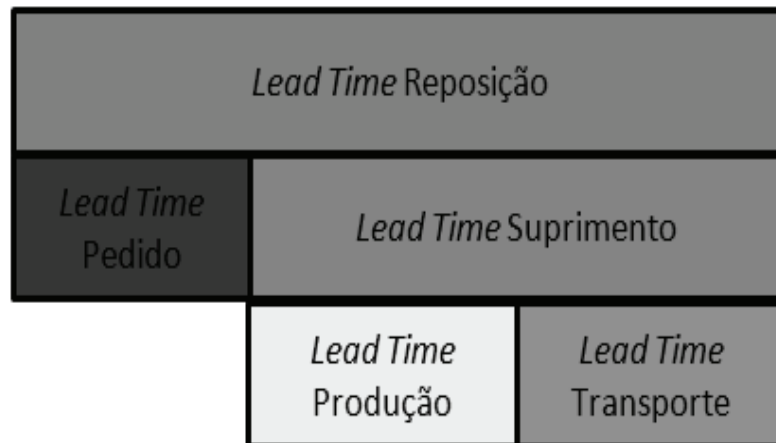 Lead Time Reposição
Lead Time
Pedido
Lead Time Suprimento
Lead Time
Produção
Lead Time
Transporte